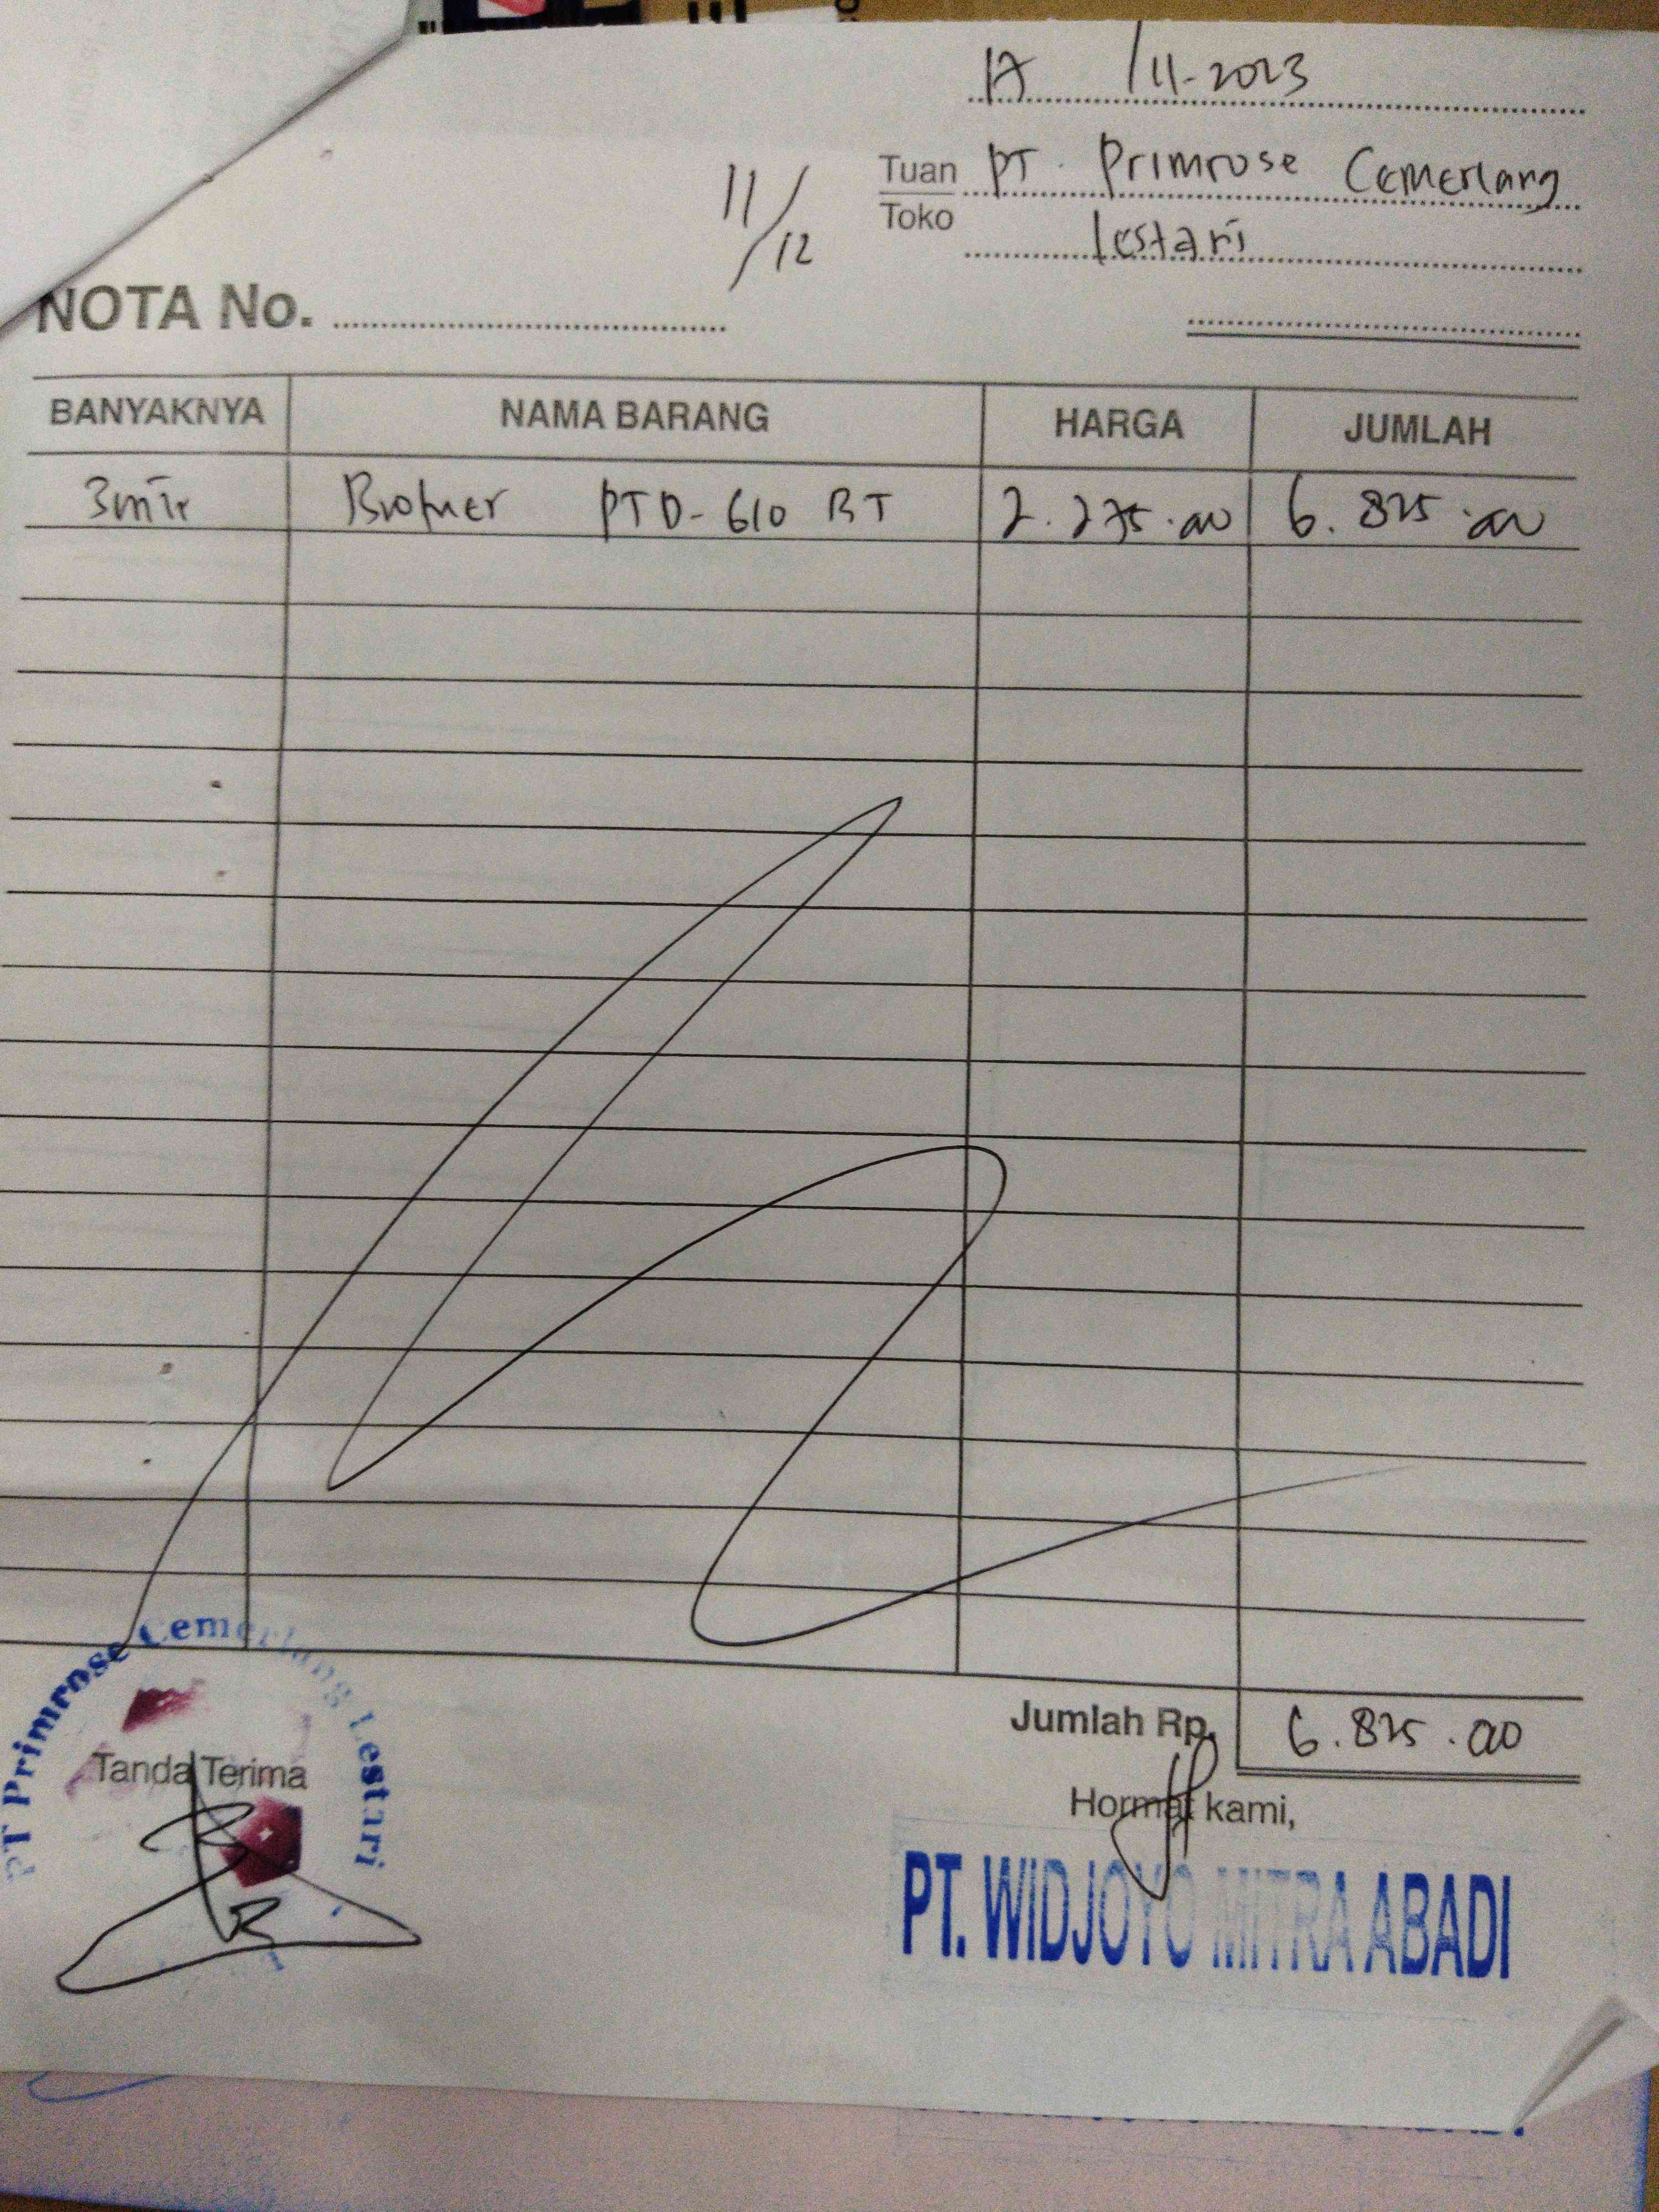 17 /11-2023
Tuan PT. Primrose Cemerlang
Toko Lestari
11/12
NOTA No.
BANYAKNYA NAMA BARANG HARGA JUMLAH
3 Brother PTD-610 BT 2.275.00 6.825.00
Jumlah Rp. 6.825.00
PT Primrose Cemerlang Lestari
Tanda Terima
Hormat kami,
PT. WIDJOYO MITRA ABADI